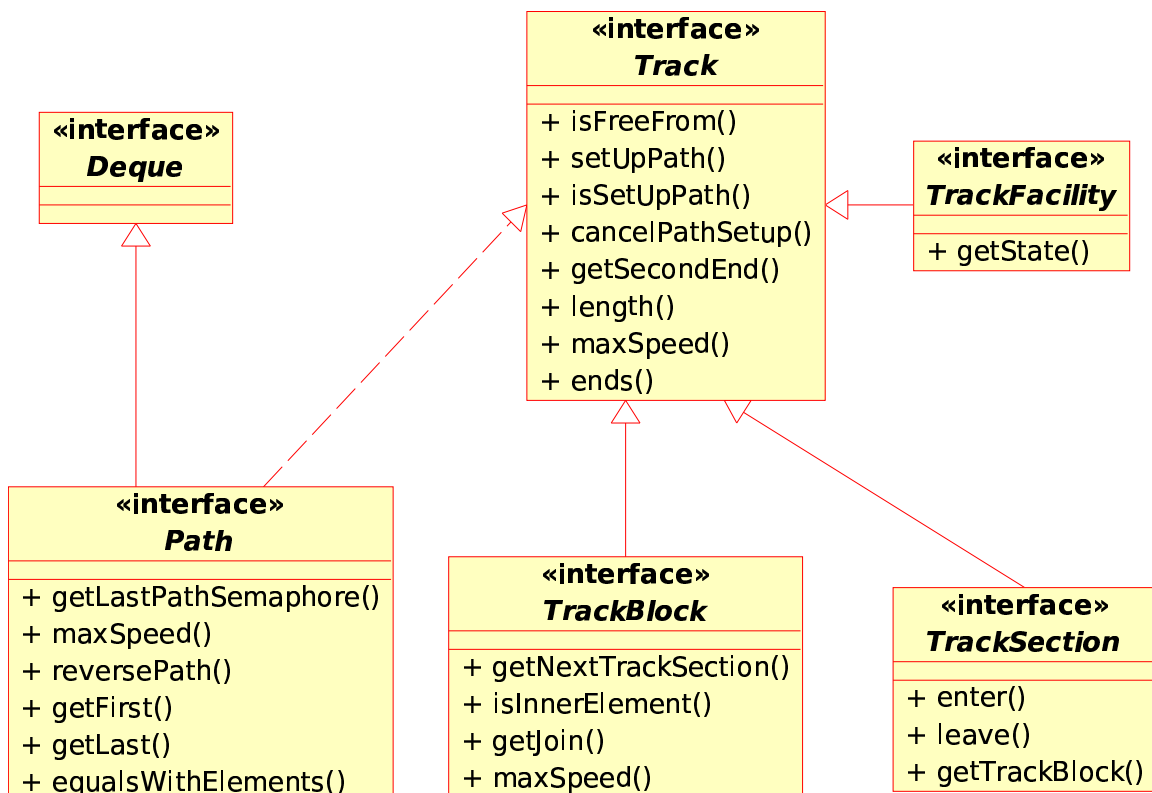 «interface»
Track
+ isFreeFrom()
+ setUpPath()
+ isSetUpPath()
+ cancelPathSetup()
+ getSecondEnd()
+ length()
+ maxSpeed()
+ ends()
«interface»
Deque
«interface»
TrackFacility
+ getState()
«interface»
Path
+ getLastPathSemaphore()
+ maxSpeed()
+ reversePath()
+ getFirst()
+ getLast()
+ equalsWithElements()
«interface»
TrackBlock
+ getNextTrackSection()
+ isInnerElement()
+ getJoin()
+ maxSpeed()
«interface»
TrackSection
+ enter()
+ leave()
+ getTrackBlock()